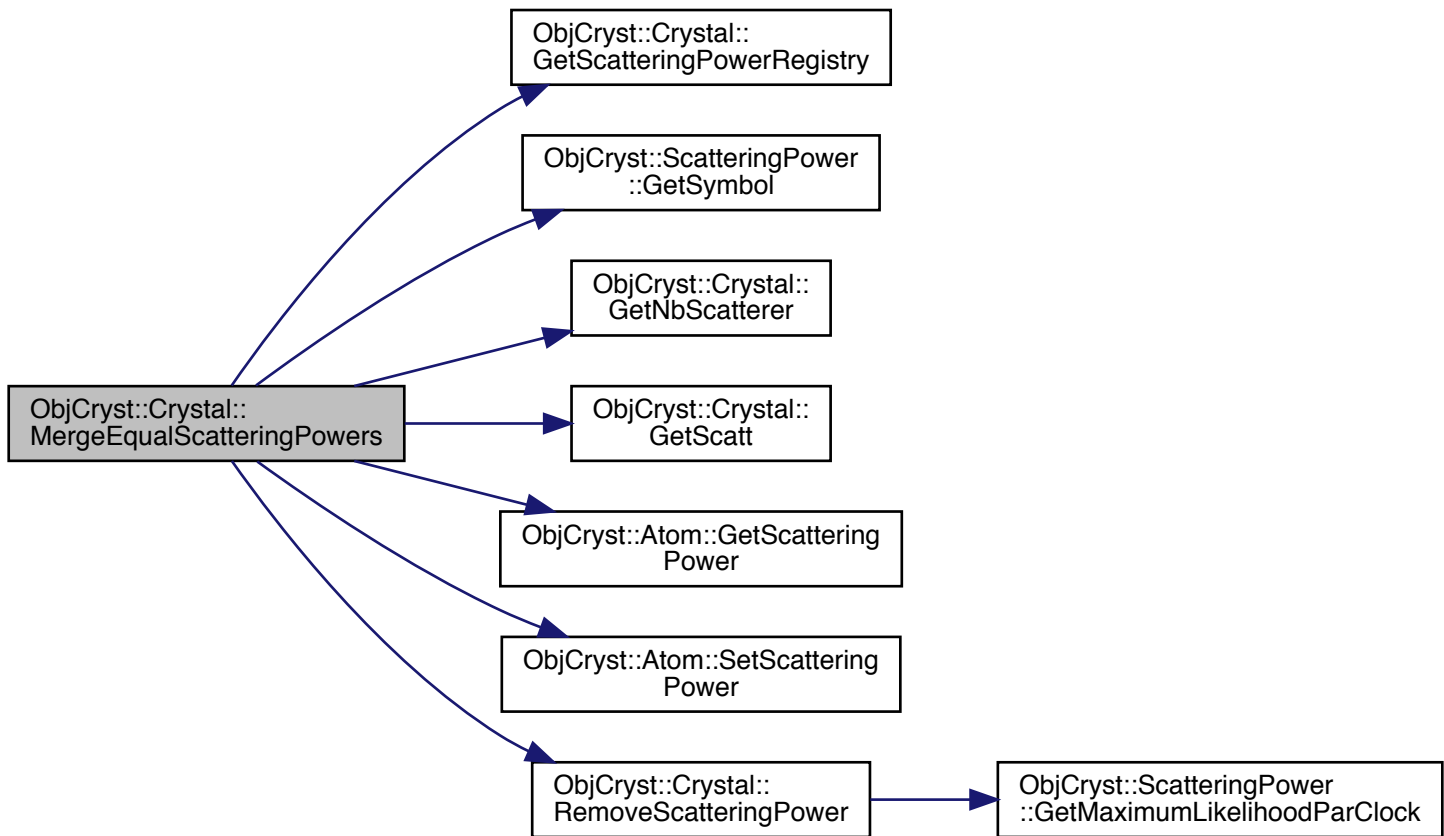 ObjCryst::Crystal::
GetScatteringPowerRegistry
ObjCryst::ScatteringPower
::GetSymbol
ObjCryst::Crystal::
GetNbScatterer
ObjCryst::Crystal::
MergeEqualScatteringPowers
ObjCryst::Crystal::
GetScatt
ObjCryst::Atom::GetScattering
Power
ObjCryst::Atom::SetScattering
Power
ObjCryst::Crystal::
RemoveScatteringPower
ObjCryst::ScatteringPower
::GetMaximumLikelihoodParClock